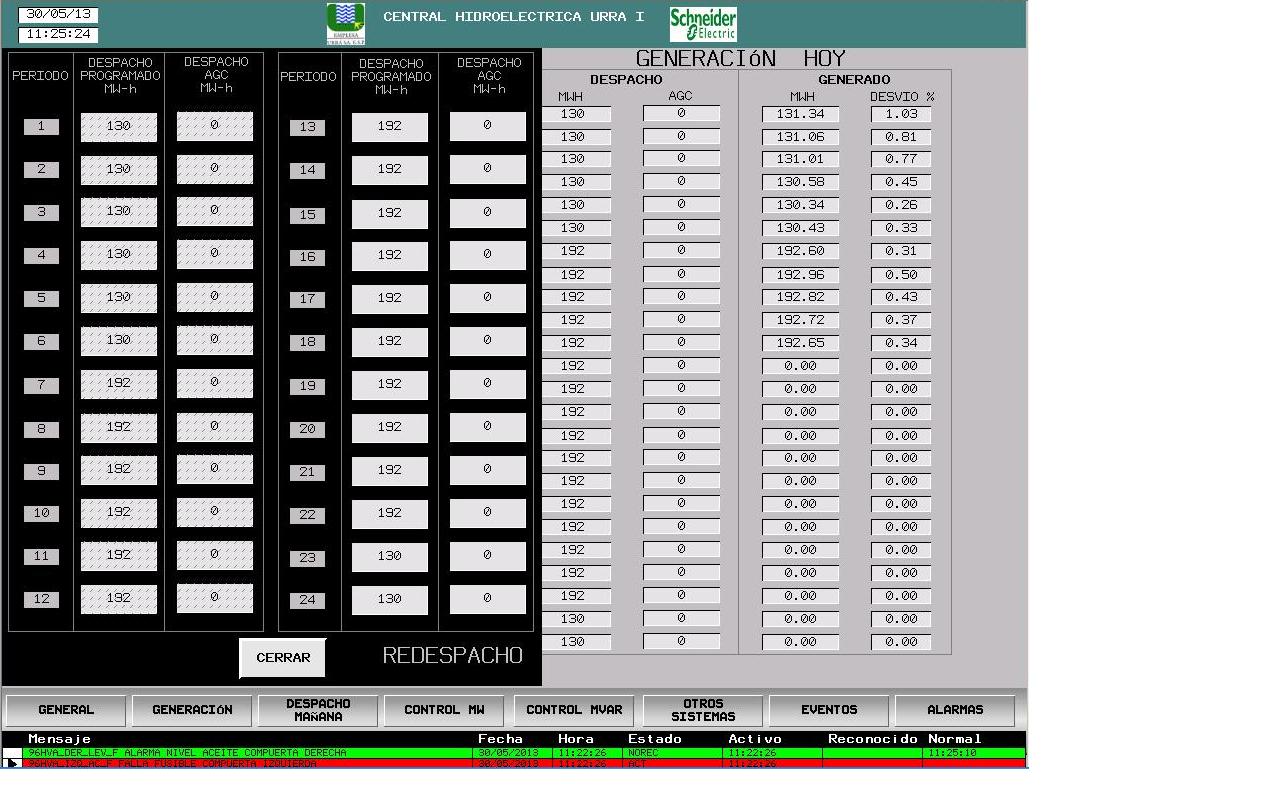 30/05/13
11:25:24
EMPRESA
URRA S.A. E.S.P
CENTRAL HIDROELECTRICA URRA I
Schneider
Electric
PERIODO DESPACHO PROGRAMADO MW-h DESPACHO AGC MW-h
1 130 0
2 130 0
3 130 0
4 130 0
5 130 0
6 130 0
7 192 0
8 192 0
9 192 0
10 192 0
11 192 0
12 192 0
PERIODO DESPACHO PROGRAMADO MW-h DESPACHO AGC MW-h
13 192 0
14 192 0
15 192 0
16 192 0
17 192 0
18 192 0
19 192 0
20 192 0
21 192 0
22 192 0
23 130 0
24 130 0
CERRAR
REDESPACHO
GENERACIóN HOY
DESPACHO GENERADO
MWH AGC MWH DESVIO %
130 0 131.34 1.03
130 0 131.06 0.81
130 0 131.01 0.77
130 0 130.58 0.45
130 0 130.34 0.26
130 0 130.43 0.33
192 0 192.60 0.31
192 0 192.96 0.50
192 0 192.82 0.43
192 0 192.72 0.37
192 0 192.65 0.34
192 0 0.00 0.00
192 0 0.00 0.00
192 0 0.00 0.00
192 0 0.00 0.00
192 0 0.00 0.00
192 0 0.00 0.00
192 0 0.00 0.00
192 0 0.00 0.00
192 0 0.00 0.00
192 0 0.00 0.00
192 0 0.00 0.00
130 0 0.00 0.00
130 0 0.00 0.00
GENERAL GENERACIóN DESPACHO MAñANA CONTROL MW CONTROL MVAR OTROS SISTEMAS EVENTOS ALARMAS
Mensaje Fecha Hora Estado Activo Reconocido Normal
96HVA_DER_LEV_F ALARMA NIVEL ACEITE COMPUERTA DERECHA 30/05/2013 11:22:26 NOREC 11:22:26 11:25:10
96HVA_IZQ_AC_F FALLA FUSIBLE COMPUERTA IZQUIERDA 30/05/2013 11:22:26 ACT 11:22:26